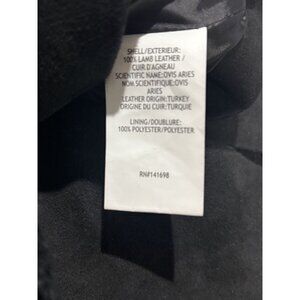 SHELL/EXTERIEUR:
100% LAMB LEATHER /
CUIR D'AGNEAU
SCIENTIFIC NAME:OVIS ARIES
NOM SCIENTIFIQUE:OVIS
ARIES
LEATHER ORIGIN:TURKEY
ORIGINE DU CUIR:TURQUIE
LINING/DOUBLURE:
100% POLYESTER/POLYESTER
RN#141698